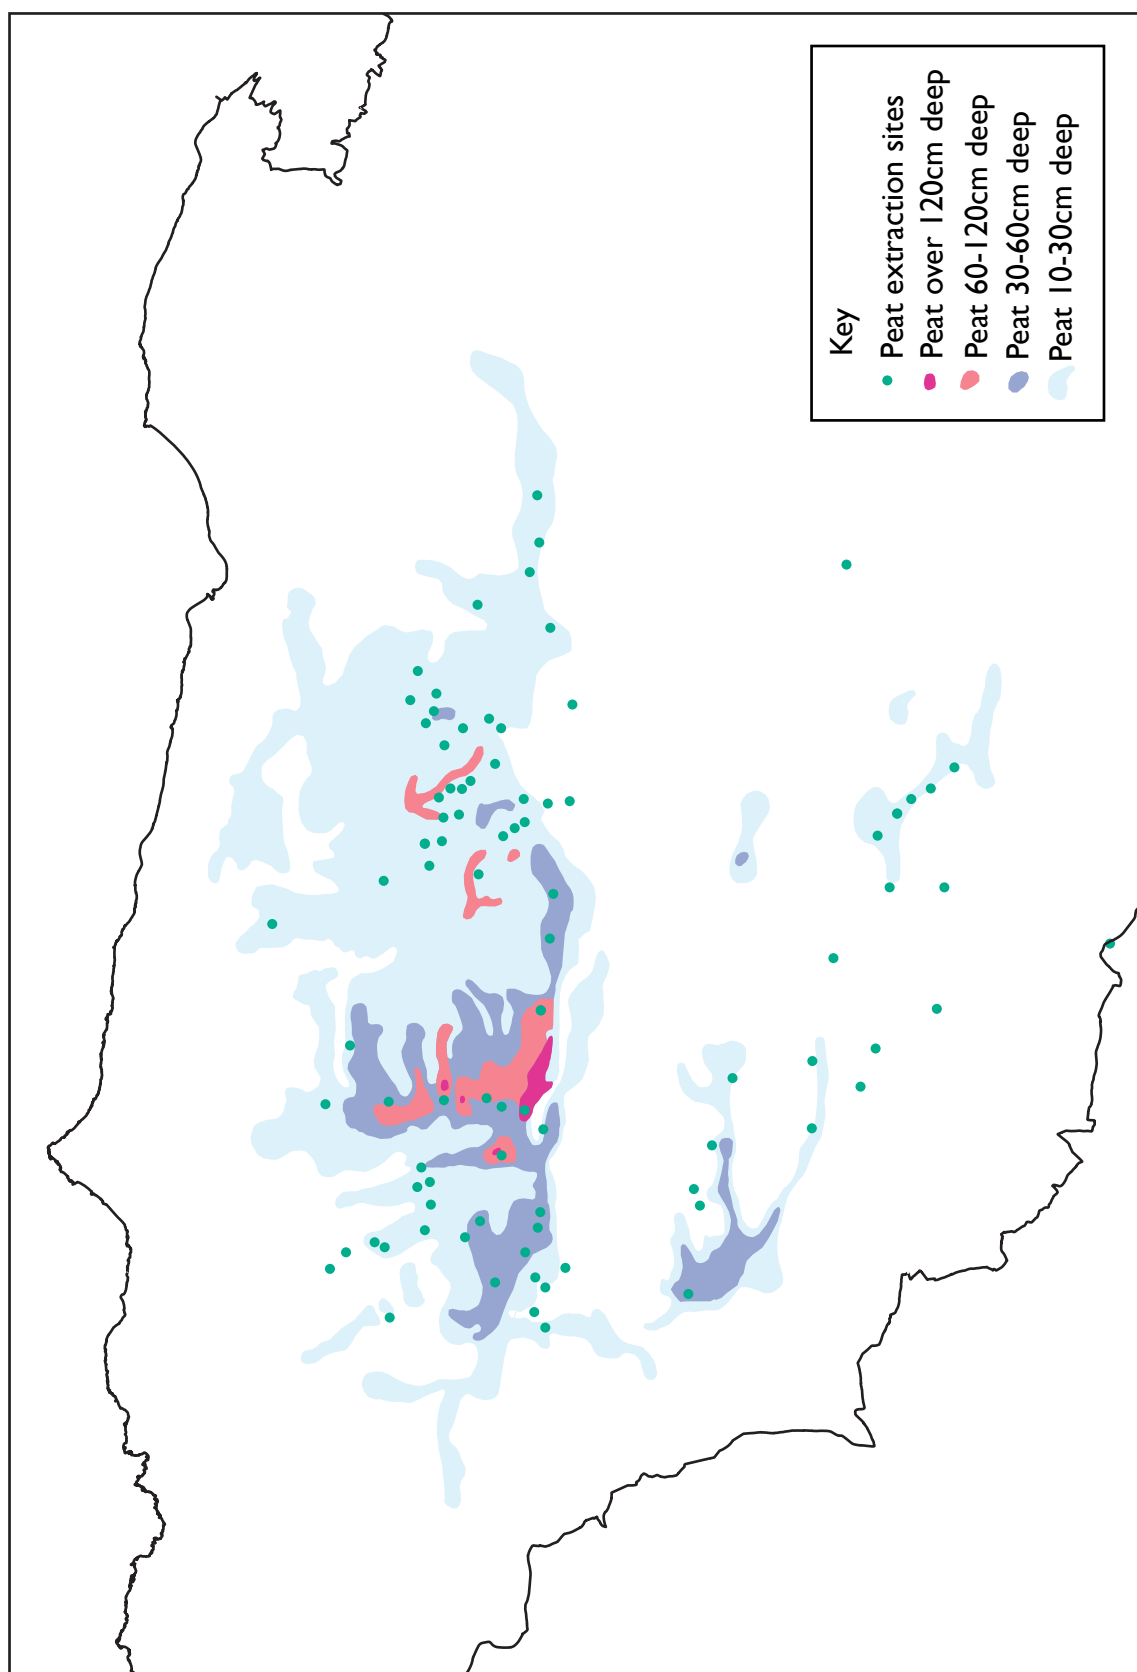 Key
Peat extraction sites
Peat over 120cm deep
Peat 60-120cm deep
Peat 30-60cm deep
Peat 10-30cm deep